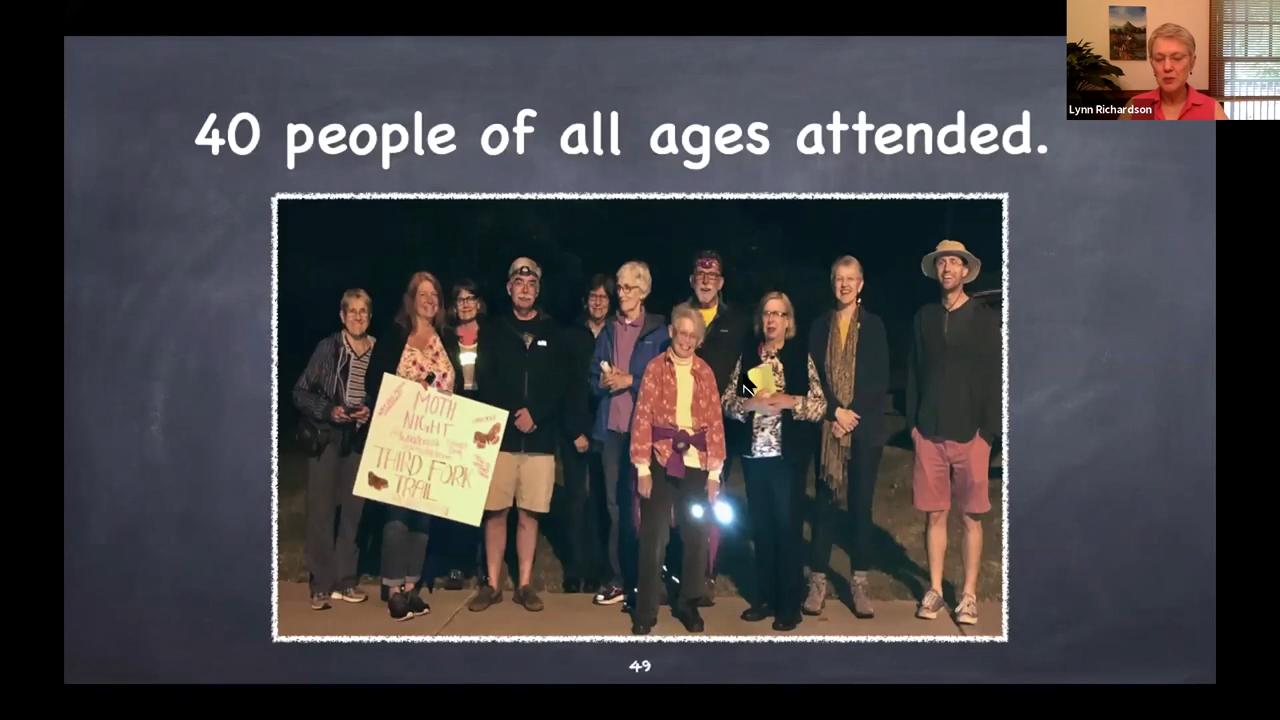 40 people of all ages attended.
Lynn Richardson
MOTH
NIGHT
THIRD FORK
TRAIL
49